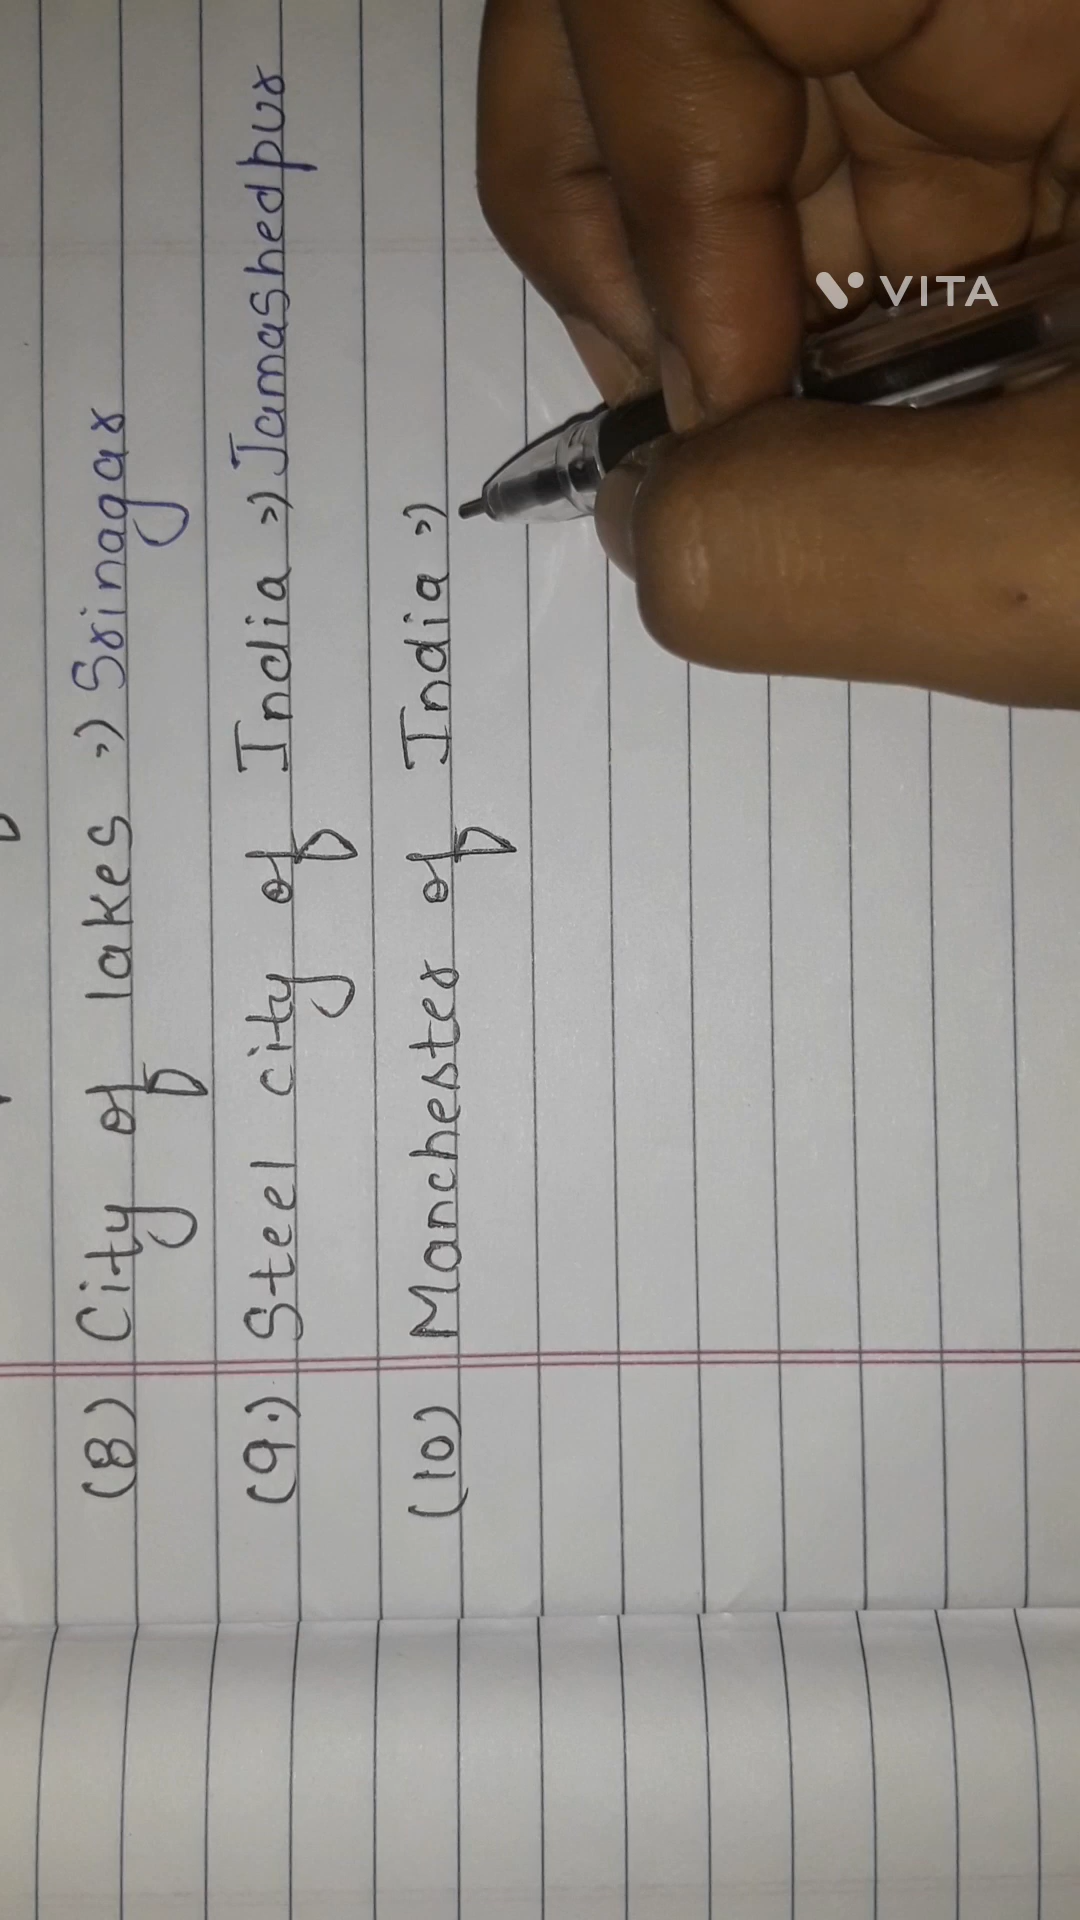 (8) City of lakes => Srinagar
(9.) Steel city of India => Jamashedpur
(10) Manchester of India =>
VITA